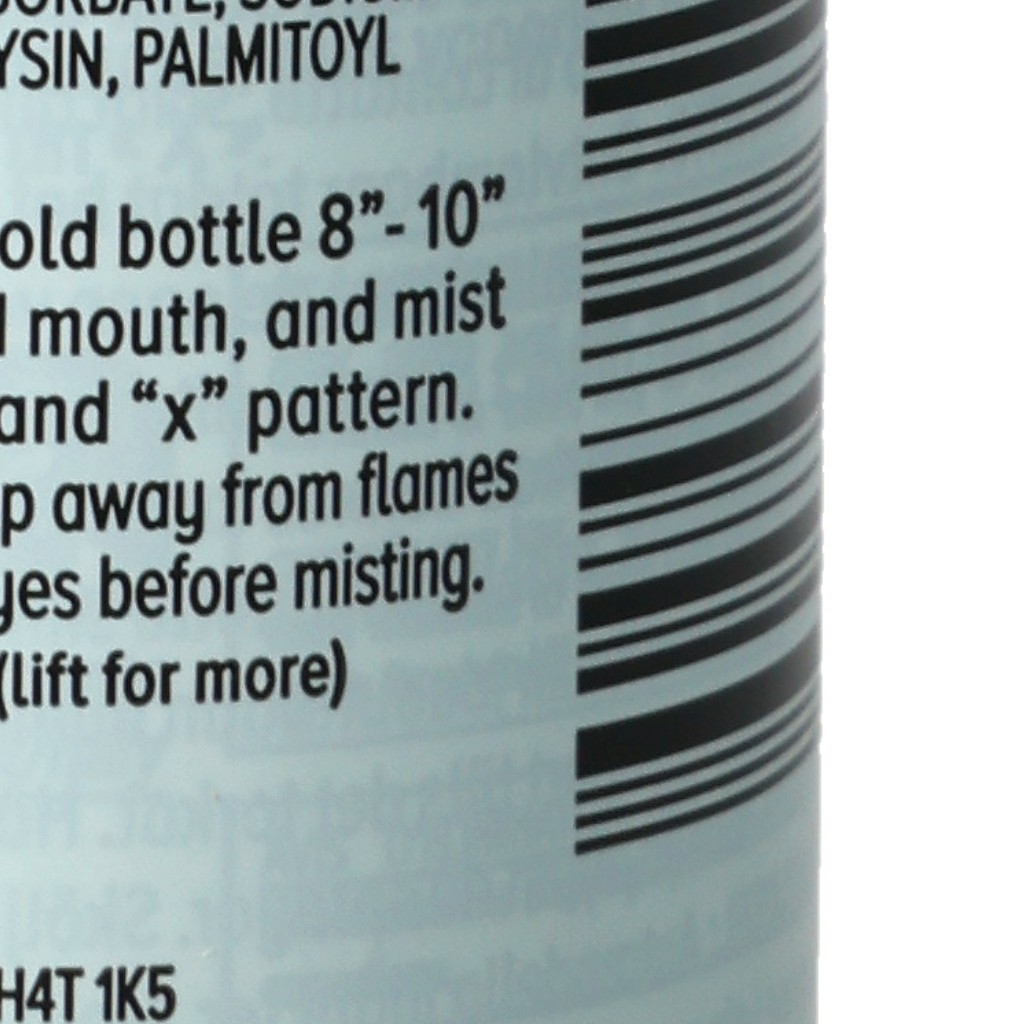 YSIN, PALMITOYL
old bottle 8”- 10”
mouth, and mist
and “x” pattern.
p away from flames
yes before misting.
(lift for more)
H4T 1K5